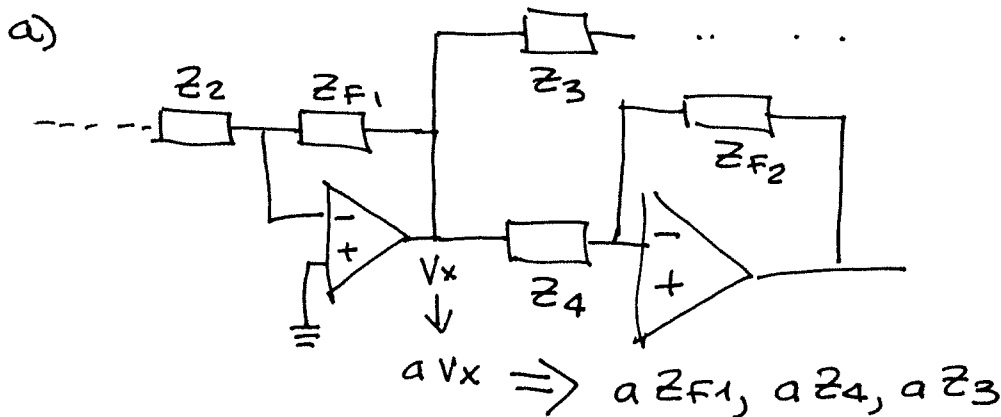 a)
Z3
Z2 ZF1
ZF2
- +
- +
Vx
Z4
↓
a Vx ⇒ a ZF1, a Z4, a Z3